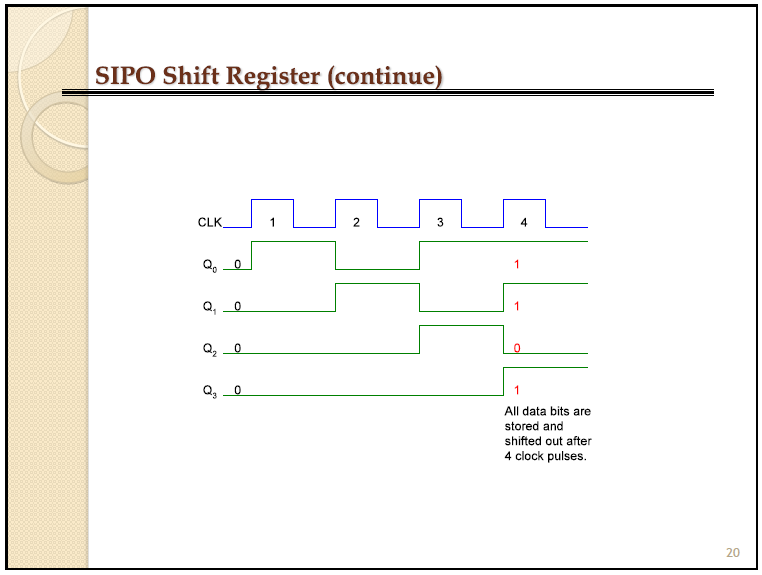 SIPO Shift Register (continue)
CLK 1 2 3 4
Q0 0 1
Q1 0 1
Q2 0 0
Q3 0 1
All data bits are
stored and
shifted out after
4 clock pulses.
20